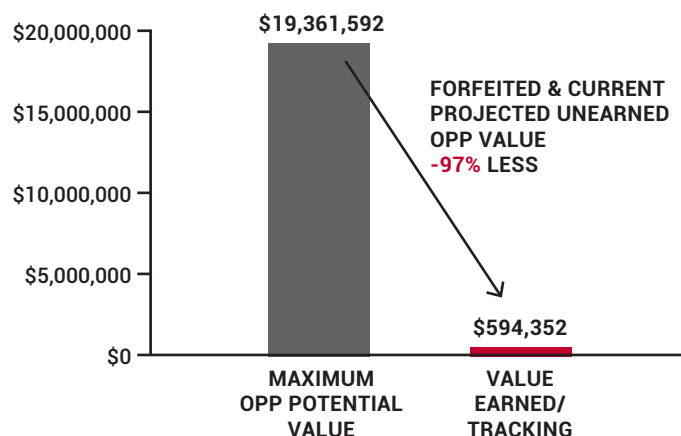 $20,000,000
$15,000,000
$10,000,000
$5,000,000
$0
$19,361,592
FORFEITED & CURRENT
PROJECTED UNEARNED
OPP VALUE
-97% LESS
$594,352
MAXIMUM
OPP POTENTIAL
VALUE
VALUE
EARNED/
TRACKING